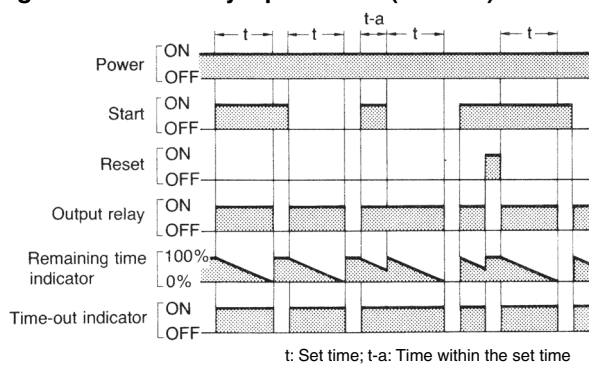 t-a
t t t t
Power ON
OFF
Start ON
OFF
Reset ON
OFF
Output relay ON
OFF
Remaining time indicator 100%
0%
Time-out indicator ON
OFF
t: Set time; t-a: Time within the set time